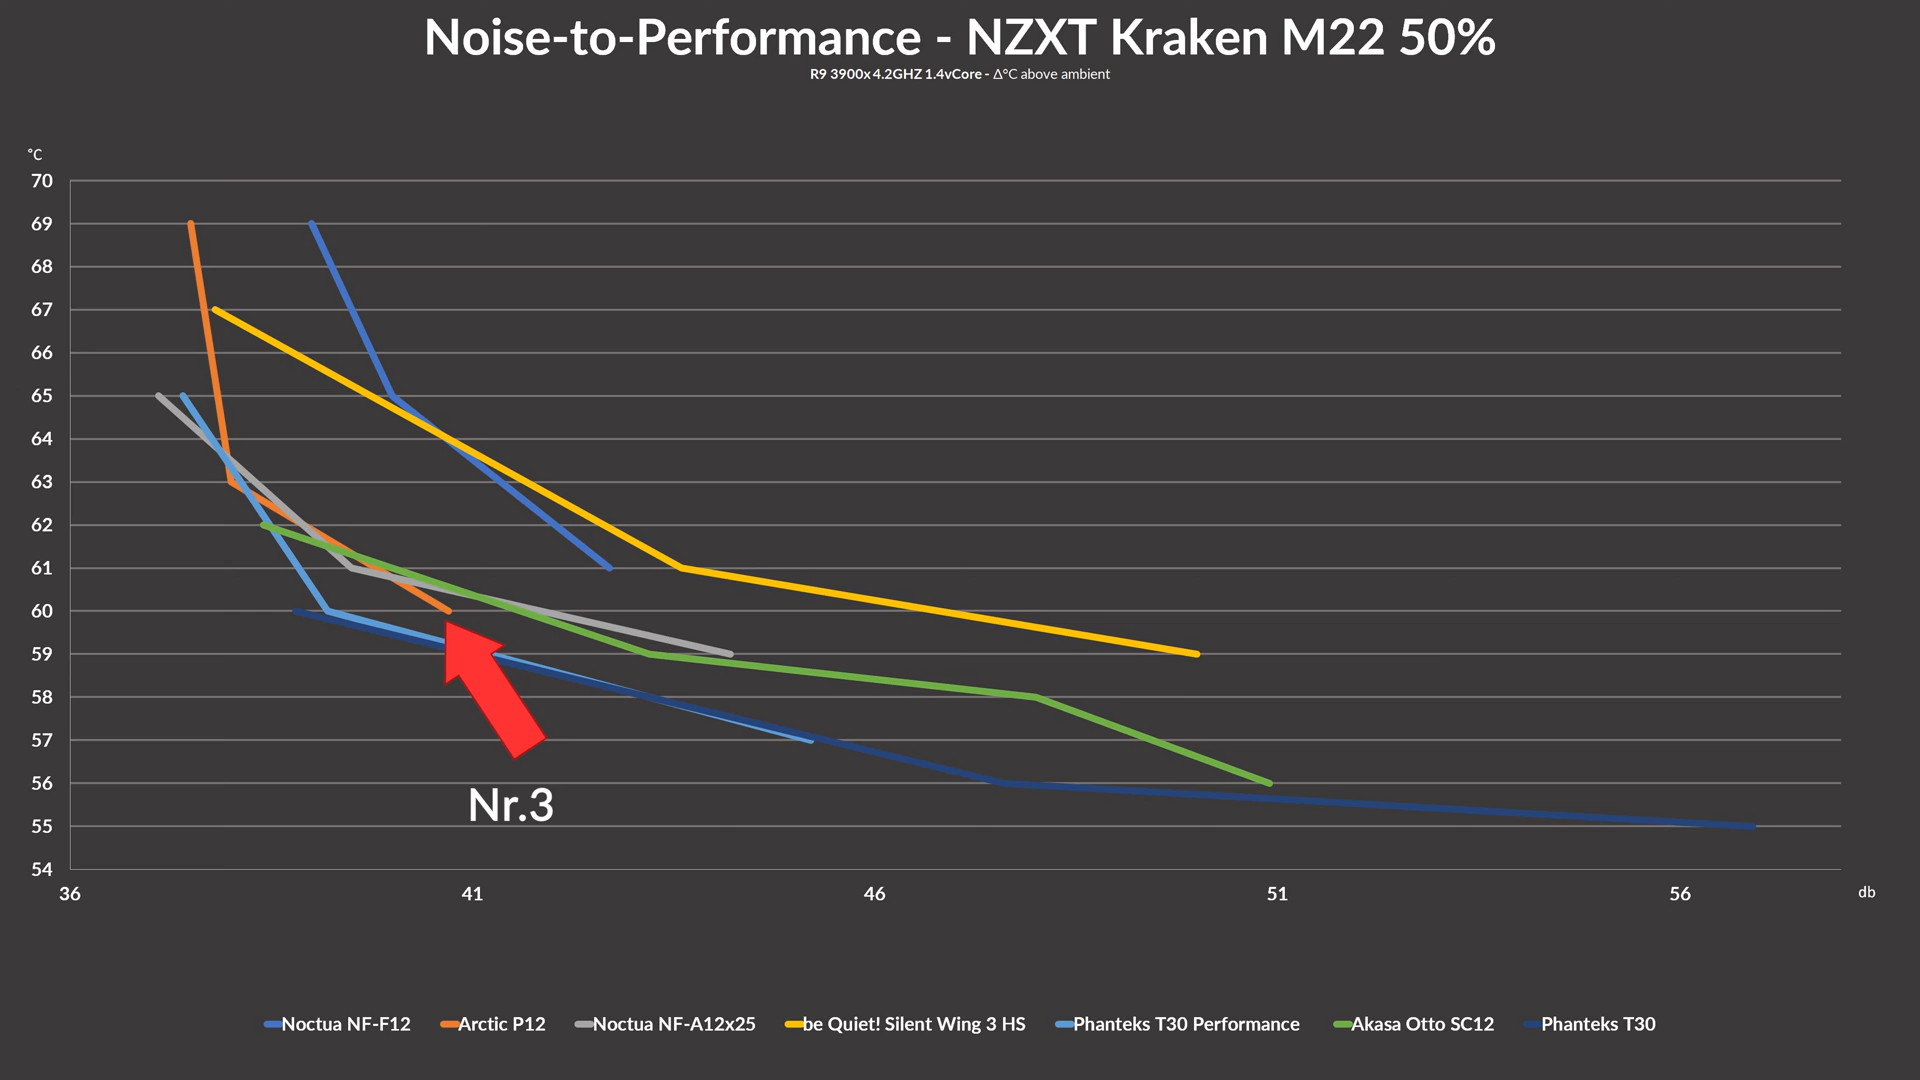 Noise-to-Performance - NZXT Kraken M22 50%
R9 3900x 4.2GHZ 1.4vCore - Δ°C above ambient
°C
70
69
68
67
66
65
64
63
62
61
60
59
58
57
56
55
54
Nr.3
36 41 46 51 56 db
Noctua NF-F12 Arctic P12 Noctua NF-A12x25 be Quiet! Silent Wing 3 HS Phanteks T30 Performance Akasa Otto SC12 Phanteks T30